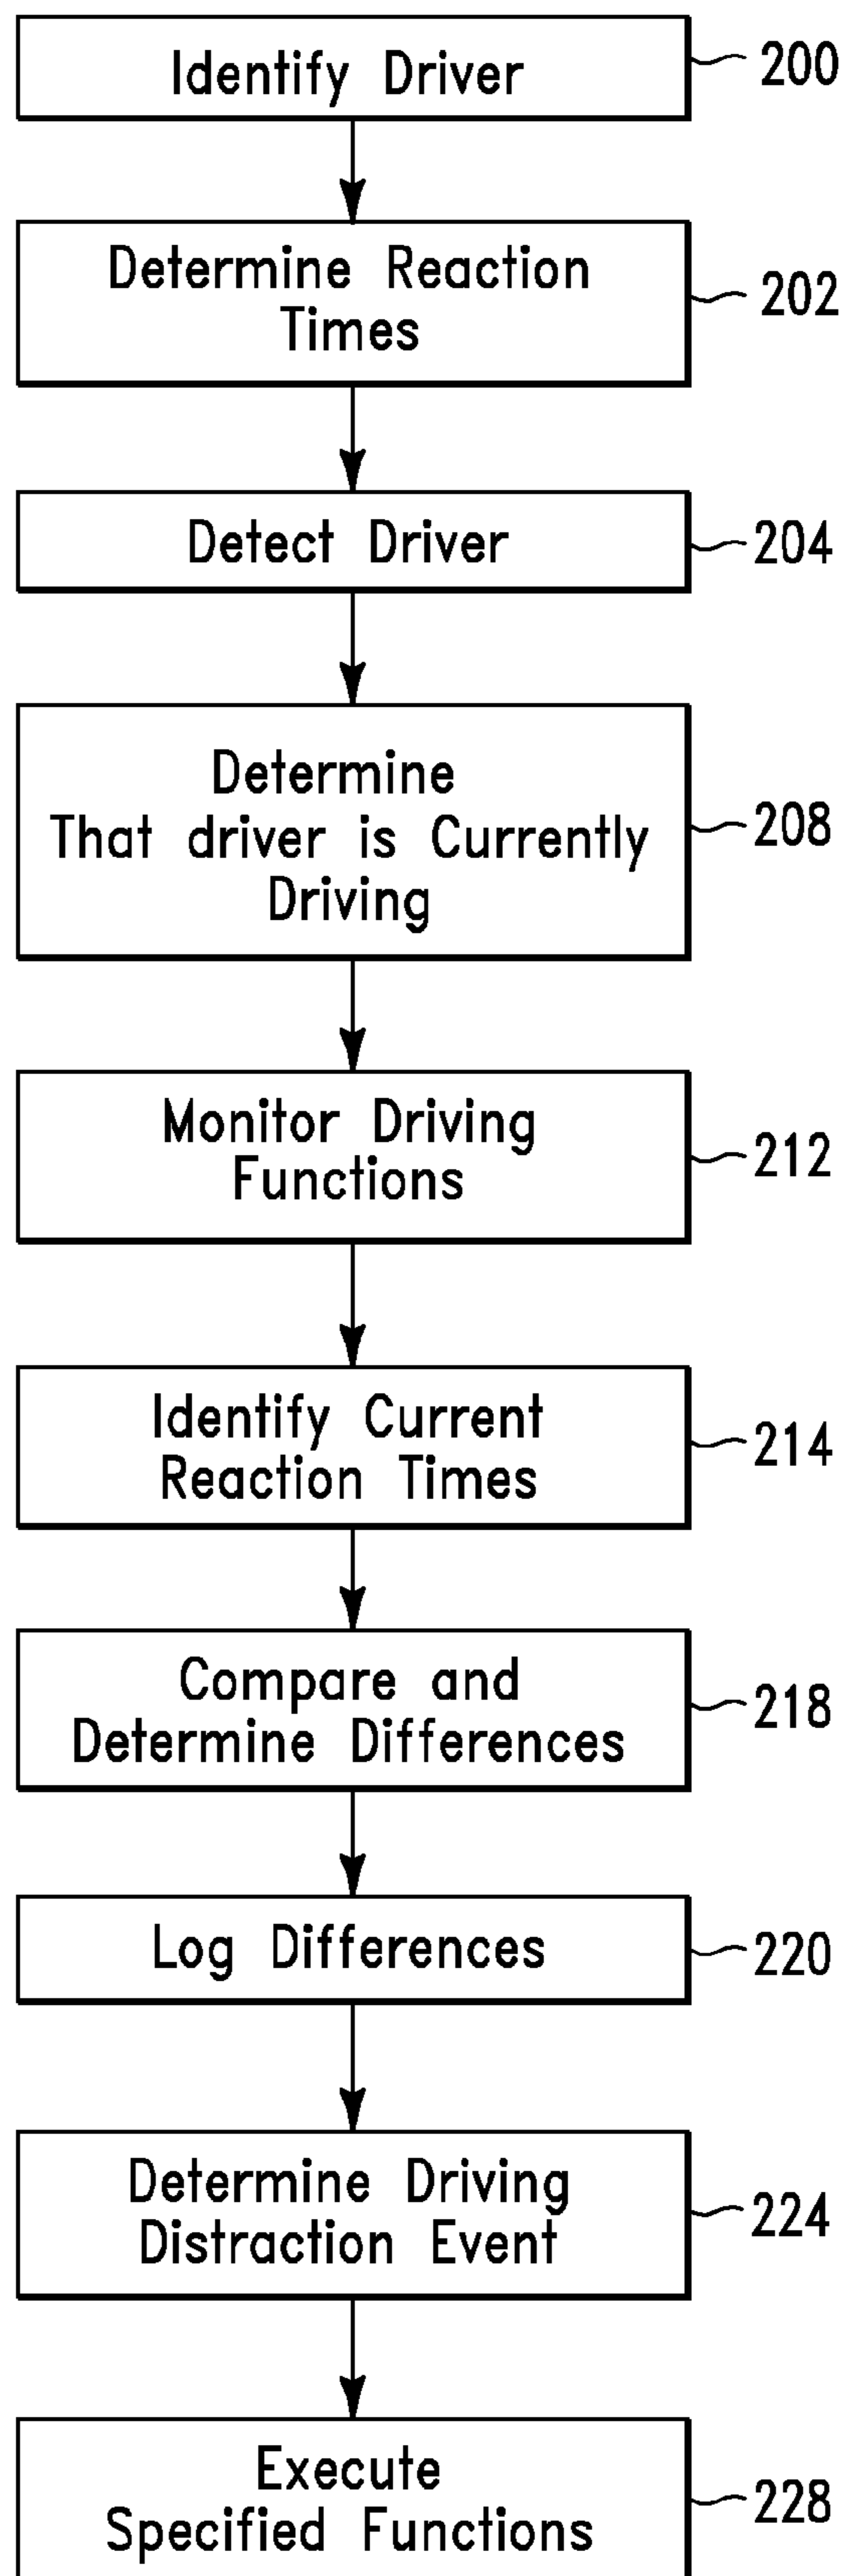 Identify Driver
200
Determine Reaction
Times
202
Detect Driver
204
Determine
That driver is Currently
Driving
208
Monitor Driving
Functions
212
Identify Current
Reaction Times
214
Compare and
Determine Differences
218
Log Differences
220
Determine Driving
Distraction Event
224
Execute
Specified Functions
228